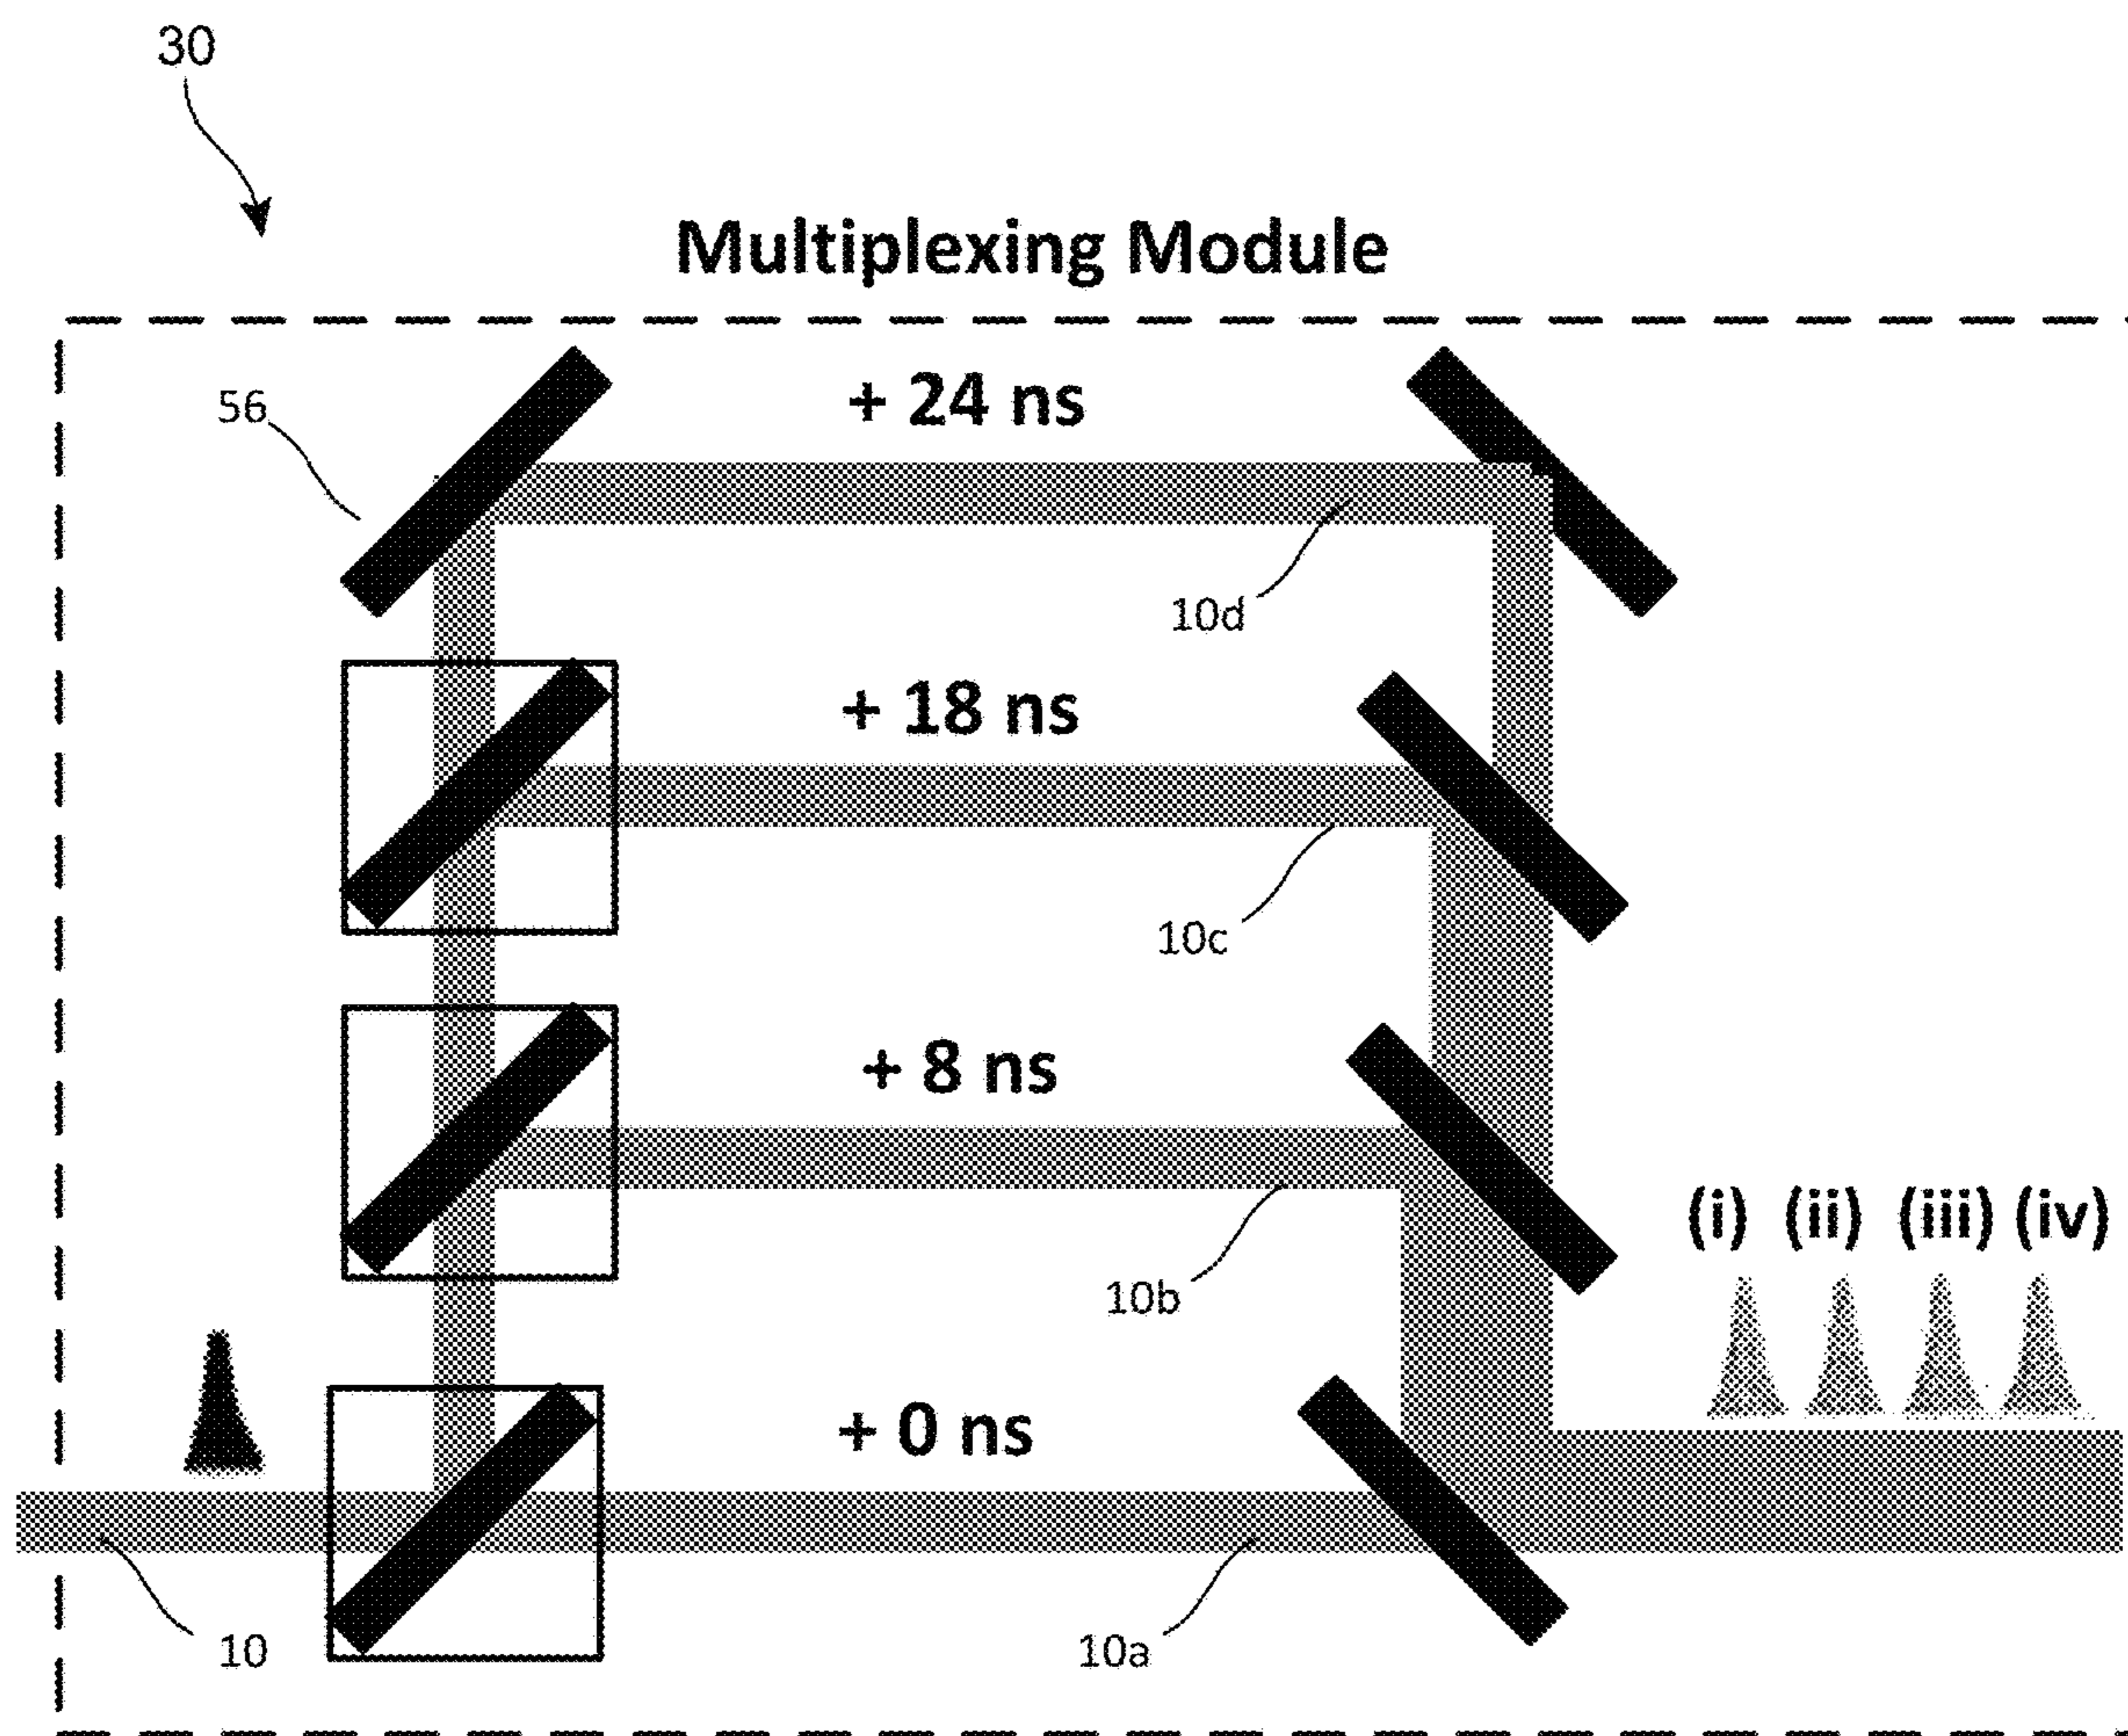 30
Multiplexing Module
56
+ 24 ns
10d
+ 18 ns
10c
+ 8 ns
10b
(i) (ii) (iii) (iv)
+ 0 ns
10
10a